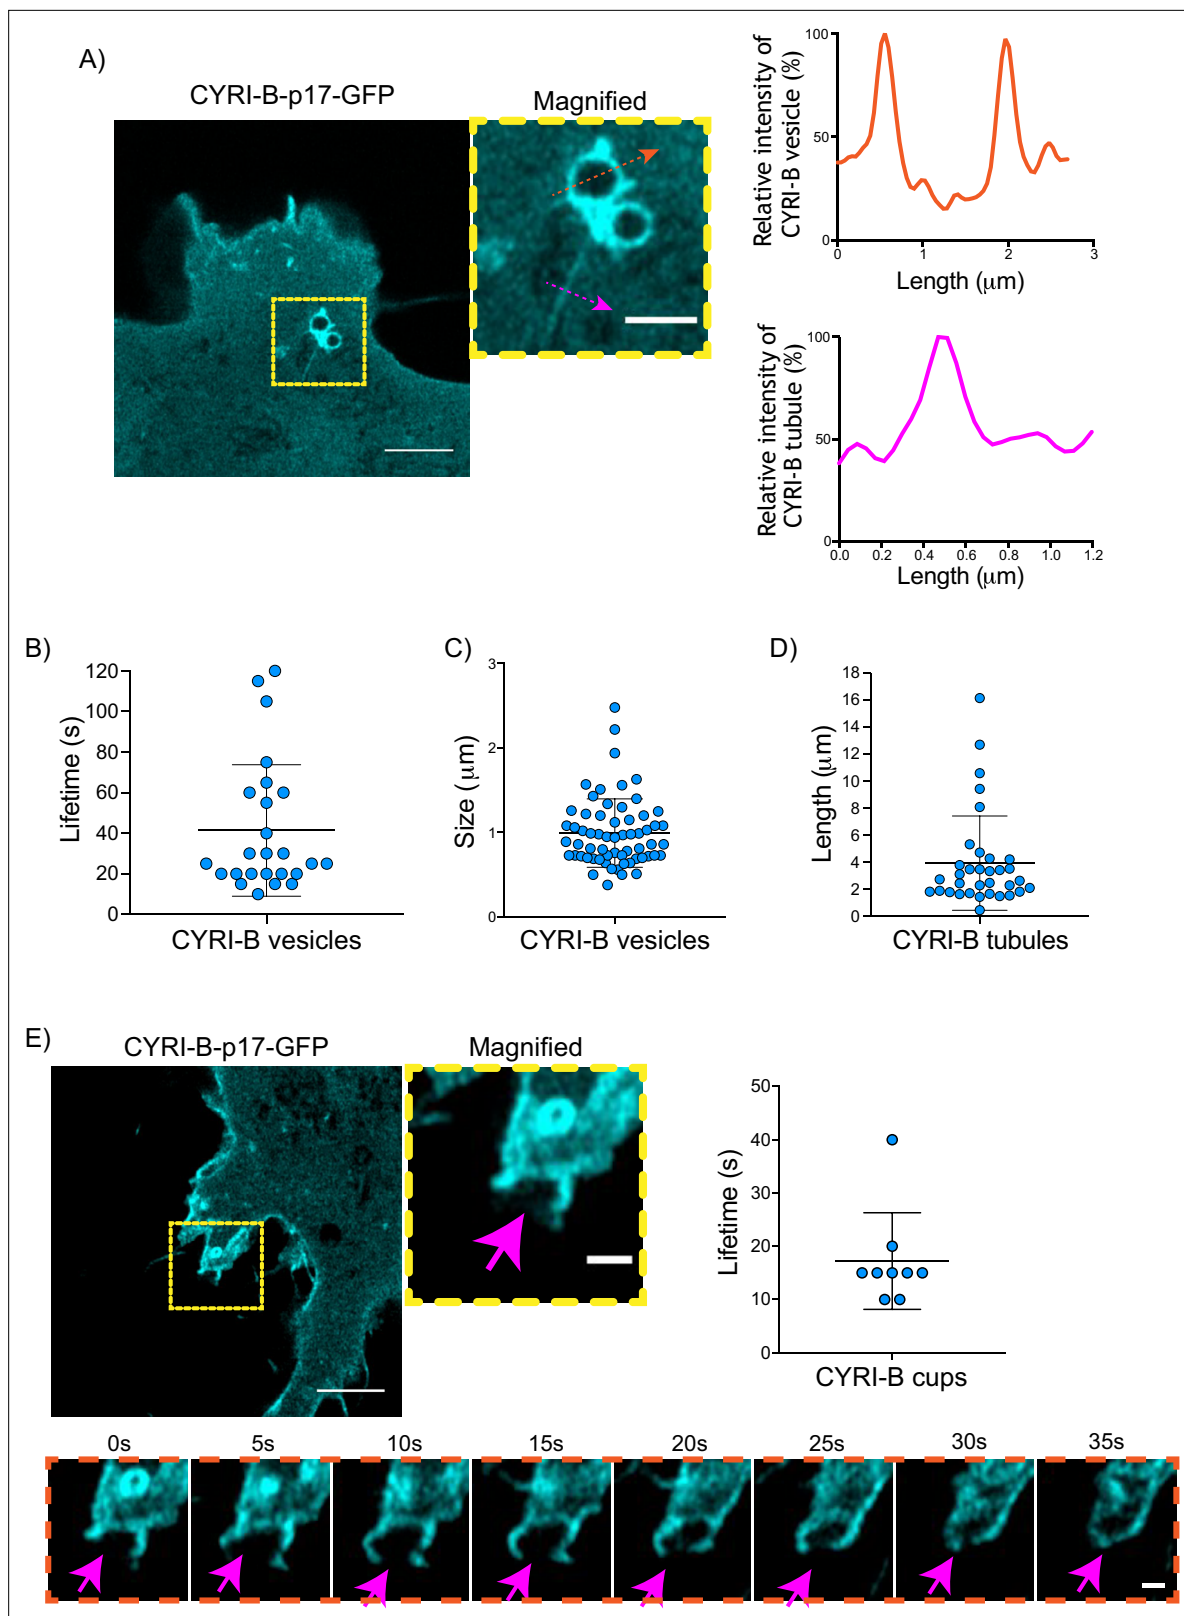 A)
CYRI-B-p17-GFP
Magnified
Relative intensity of
CYRI-B vesicle (%)
100
50
0
0
1
2
3
Length (μm)
Relative intensity of
CYRI-B tubule (%)
100
50
0
0.0
0.2
0.4
0.6
0.8
1.0
1.2
Length (μm)
B)
Lifetime (s)
120
100
80
60
40
20
0
CYRI-B vesicles
C)
Size (μm)
3
2
1
0
CYRI-B vesicles
D)
Length (μm)
18
16
14
12
10
8
6
4
2
0
CYRI-B tubules
E)
CYRI-B-p17-GFP
Magnified
Lifetime (s)
50
40
30
20
10
0
CYRI-B cups
0s
5s
10s
15s
20s
25s
30s
35s